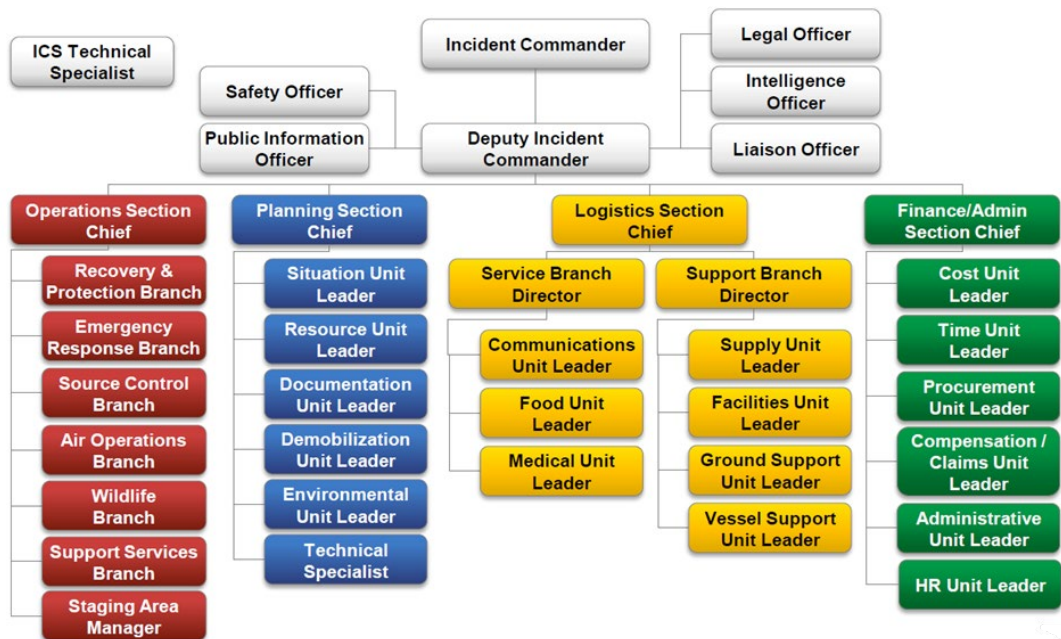 ICS Technical
Specialist
Incident Commander
Legal Officer
Safety Officer
Intelligence
Officer
Public Information
Officer
Deputy Incident
Commander
Liaison Officer
Operations Section
Chief
Recovery &
Protection Branch
Emergency
Response Branch
Source Control
Branch
Air Operations
Branch
Wildlife
Branch
Support Services
Branch
Staging Area
Manager
Planning Section
Chief
Situation Unit
Leader
Resource Unit
Leader
Documentation
Unit Leader
Demobilization
Unit Leader
Environmental
Unit Leader
Technical
Specialist
Logistics Section
Chief
Service Branch
Director
Communications
Unit Leader
Food Unit
Leader
Medical Unit
Leader
Support Branch
Director
Supply Unit
Leader
Facilities Unit
Leader
Ground Support
Unit Leader
Vessel Support
Unit Leader
Finance/Admin
Section Chief
Cost Unit
Leader
Time Unit
Leader
Procurement
Unit Leader
Compensation /
Claims Unit
Leader
Administrative
Unit Leader
HR Unit Leader